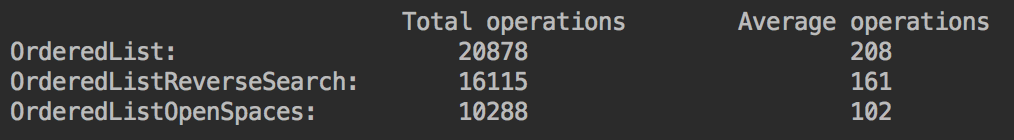 Total operations Average operations
OrderedList: 20878 208
OrderedListReverseSearch: 16115 161
OrderedListOpenSpaces: 10288 102